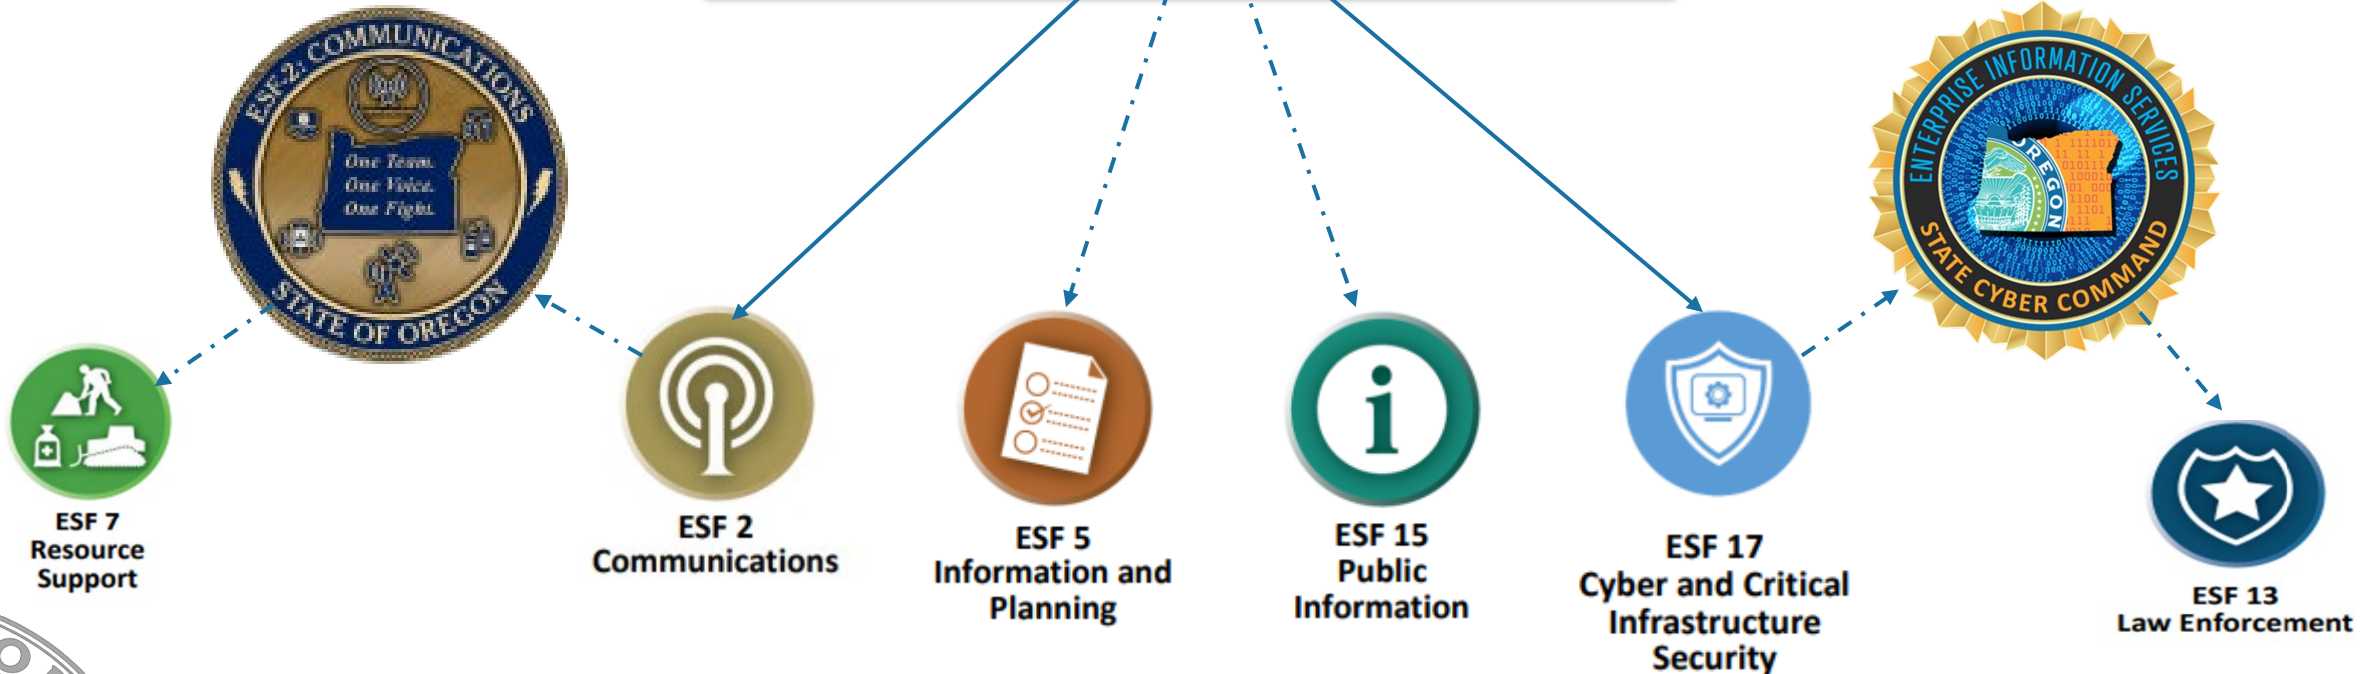 ESF-2: COMMUNICATIONS
One Team.
One Voice.
One Fight.
STATE OF OREGON
ENTERPRISE INFORMATION SERVICES
OREGON
STATE CYBER COMMAND
ESF 7
Resource
Support
ESF 2
Communications
ESF 5
Information and
Planning
ESF 15
Public
Information
ESF 17
Cyber and Critical
Infrastructure
Security
ESF 13
Law Enforcement